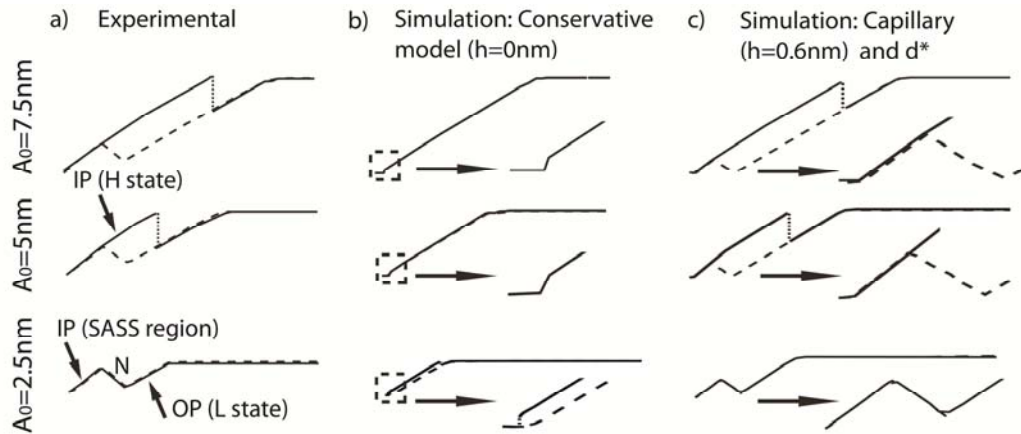 a) Experimental
b) Simulation: Conservative
model (h=0nm)
c) Simulation: Capillary
(h=0.6nm) and d*
A₀=7.5nm
IP (H state)
A₀=5nm
A₀=2.5nm
IP (SASS region)
N
OP (L state)